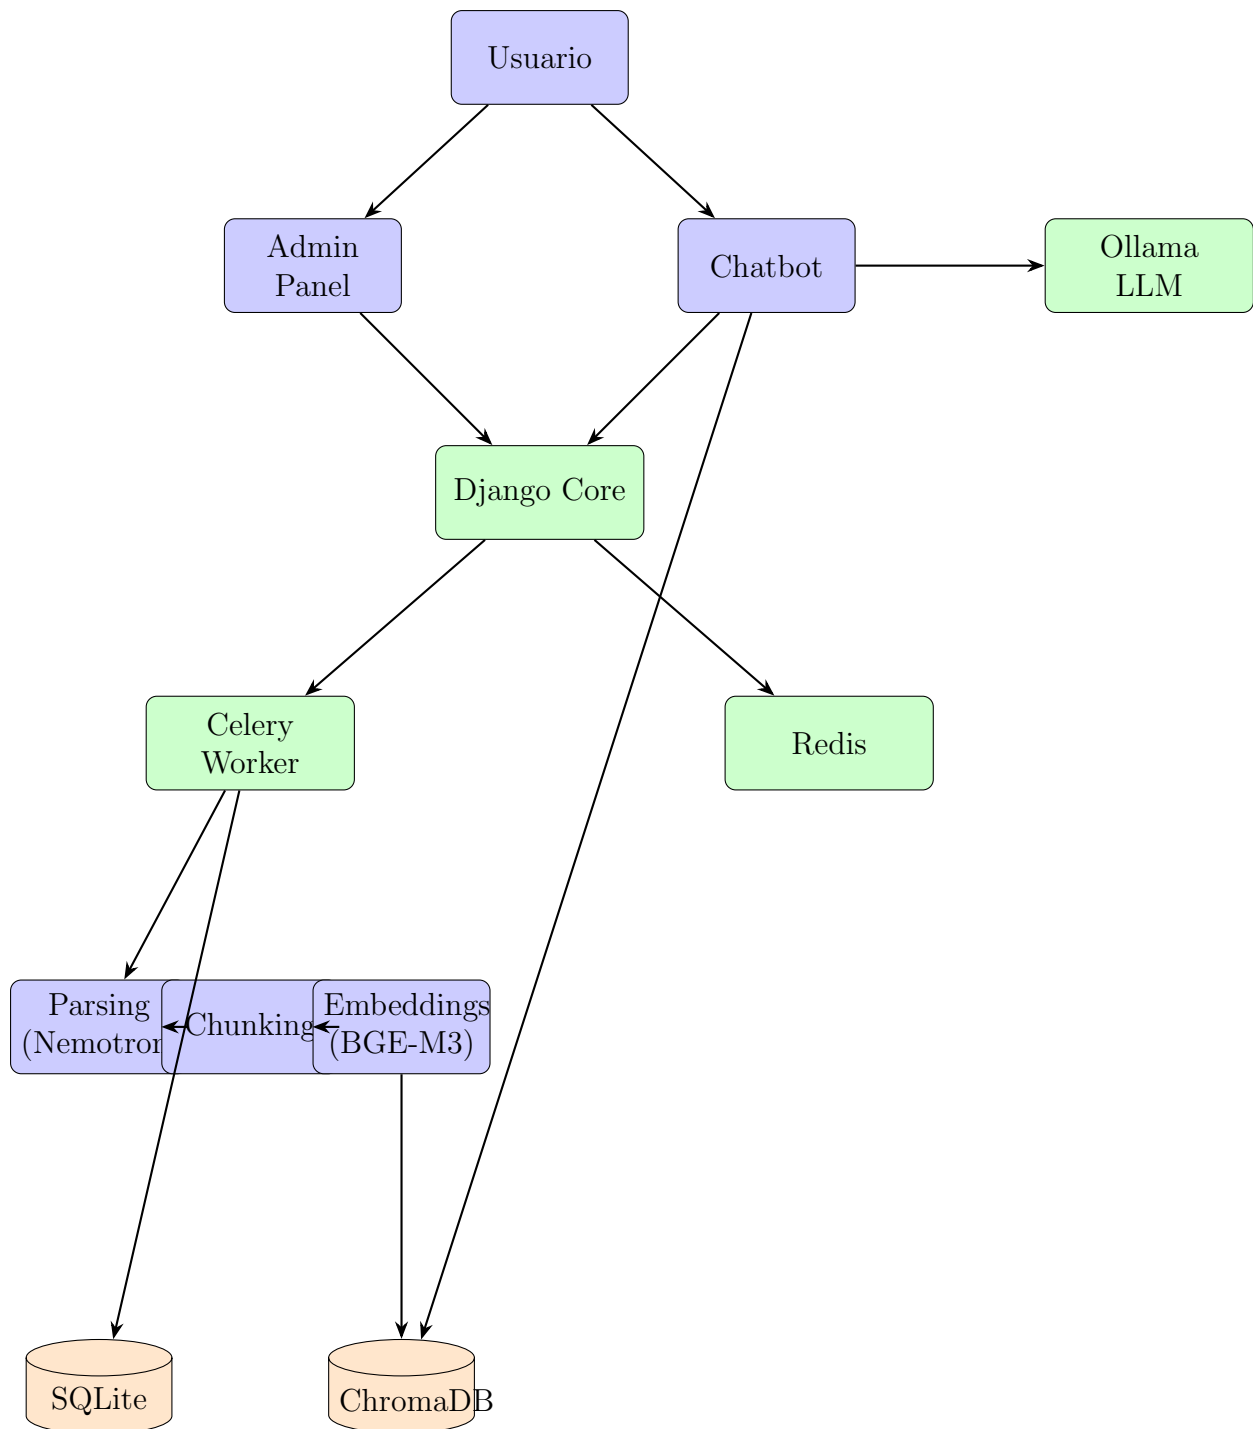 Usuario
Admin
Panel
Chatbot
Ollama
LLM
Django Core
Celery
Worker
Redis
Parsing
(Nemotron
Chunking
Embeddings
(BGE-M3)
SQLite
ChromaDB